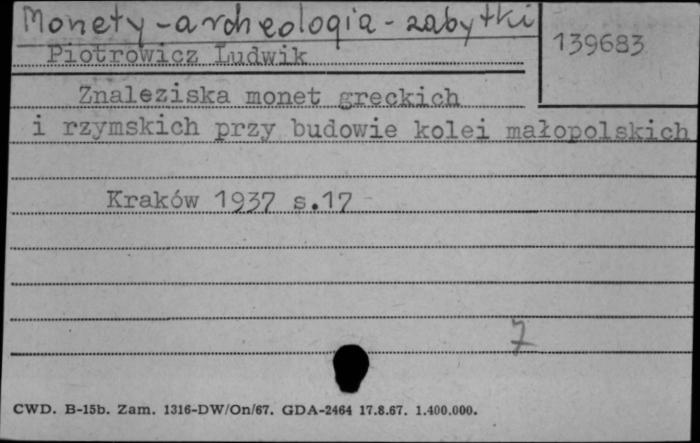 Monety - archeologia - zabytki
139683
Piotrowicz Ludwik
Znaleziska monet greckich
i rzymskich przy budowie kolei małopolskich
Kraków 1937 s.17
7
CWD. B-15b. Zam. 1316-DW/On/67. GDA-2464 17.8.67. 1.400.000.